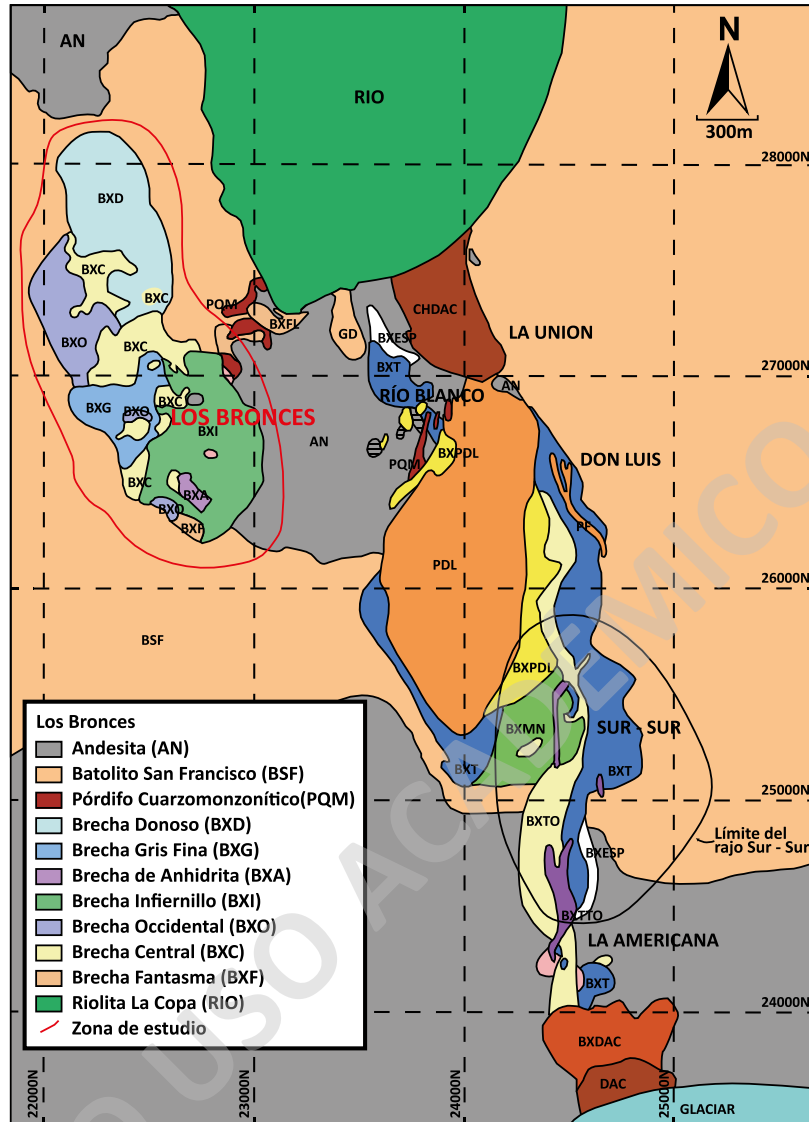 AN
RIO
N
300m
28000N
BXD
BXC
BXC
PQM
BXFL
GD
CHDAC
LA UNION
BXO
BXC
BXESP
BXT
27000N
RÍO BLANCO
AN
BXG
BXO
BXC
LOS BRONCES
BXI
AN
PQM
BXPDL
DON LUIS
BXC
BXA
BXO
BXF
PF
PDL
26000N
BSF
BXPDL
BXMN
SUR - SUR
BXT
BXT
25000N
BXTO
Límite del
rajo Sur - Sur
BXESP
BXTTO
LA AMERICANA
BXT
24000N
BXDAC
DAC
GLACIAR
22000N
23000N
24000N
25000N
Los Bronces
Andesita (AN)
Batolito San Francisco (BSF)
Pórdifo Cuarzomonzonítico(PQM)
Brecha Donoso (BXD)
Brecha Gris Fina (BXG)
Brecha de Anhidrita (BXA)
Brecha Infiernillo (BXI)
Brecha Occidental (BXO)
Brecha Central (BXC)
Brecha Fantasma (BXF)
Riolita La Copa (RIO)
Zona de estudio
O USO ACADEMICO